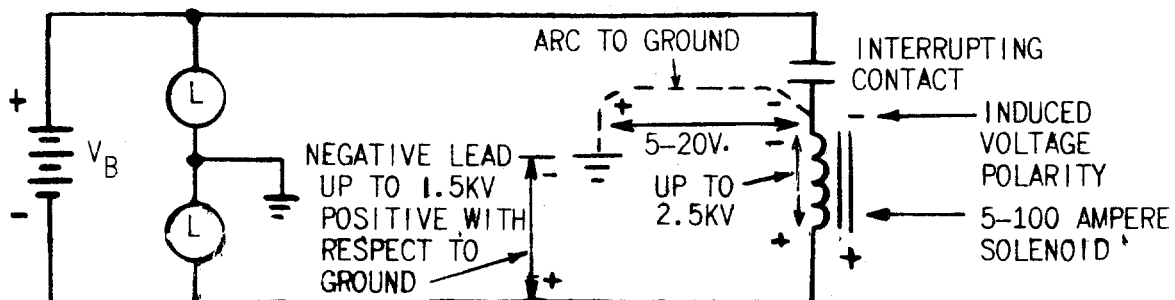 ARC TO GROUND
INTERRUPTING
CONTACT
L
+
+
-
-
INDUCED
VOLTAGE
POLARITY
5-20V.
-
V_B
NEGATIVE LEAD
UP TO 1.5KV
POSITIVE WITH
RESPECT TO
GROUND
-
UP TO
2.5KV
-
L
5-100 AMPERE
SOLENOID
+
+
+